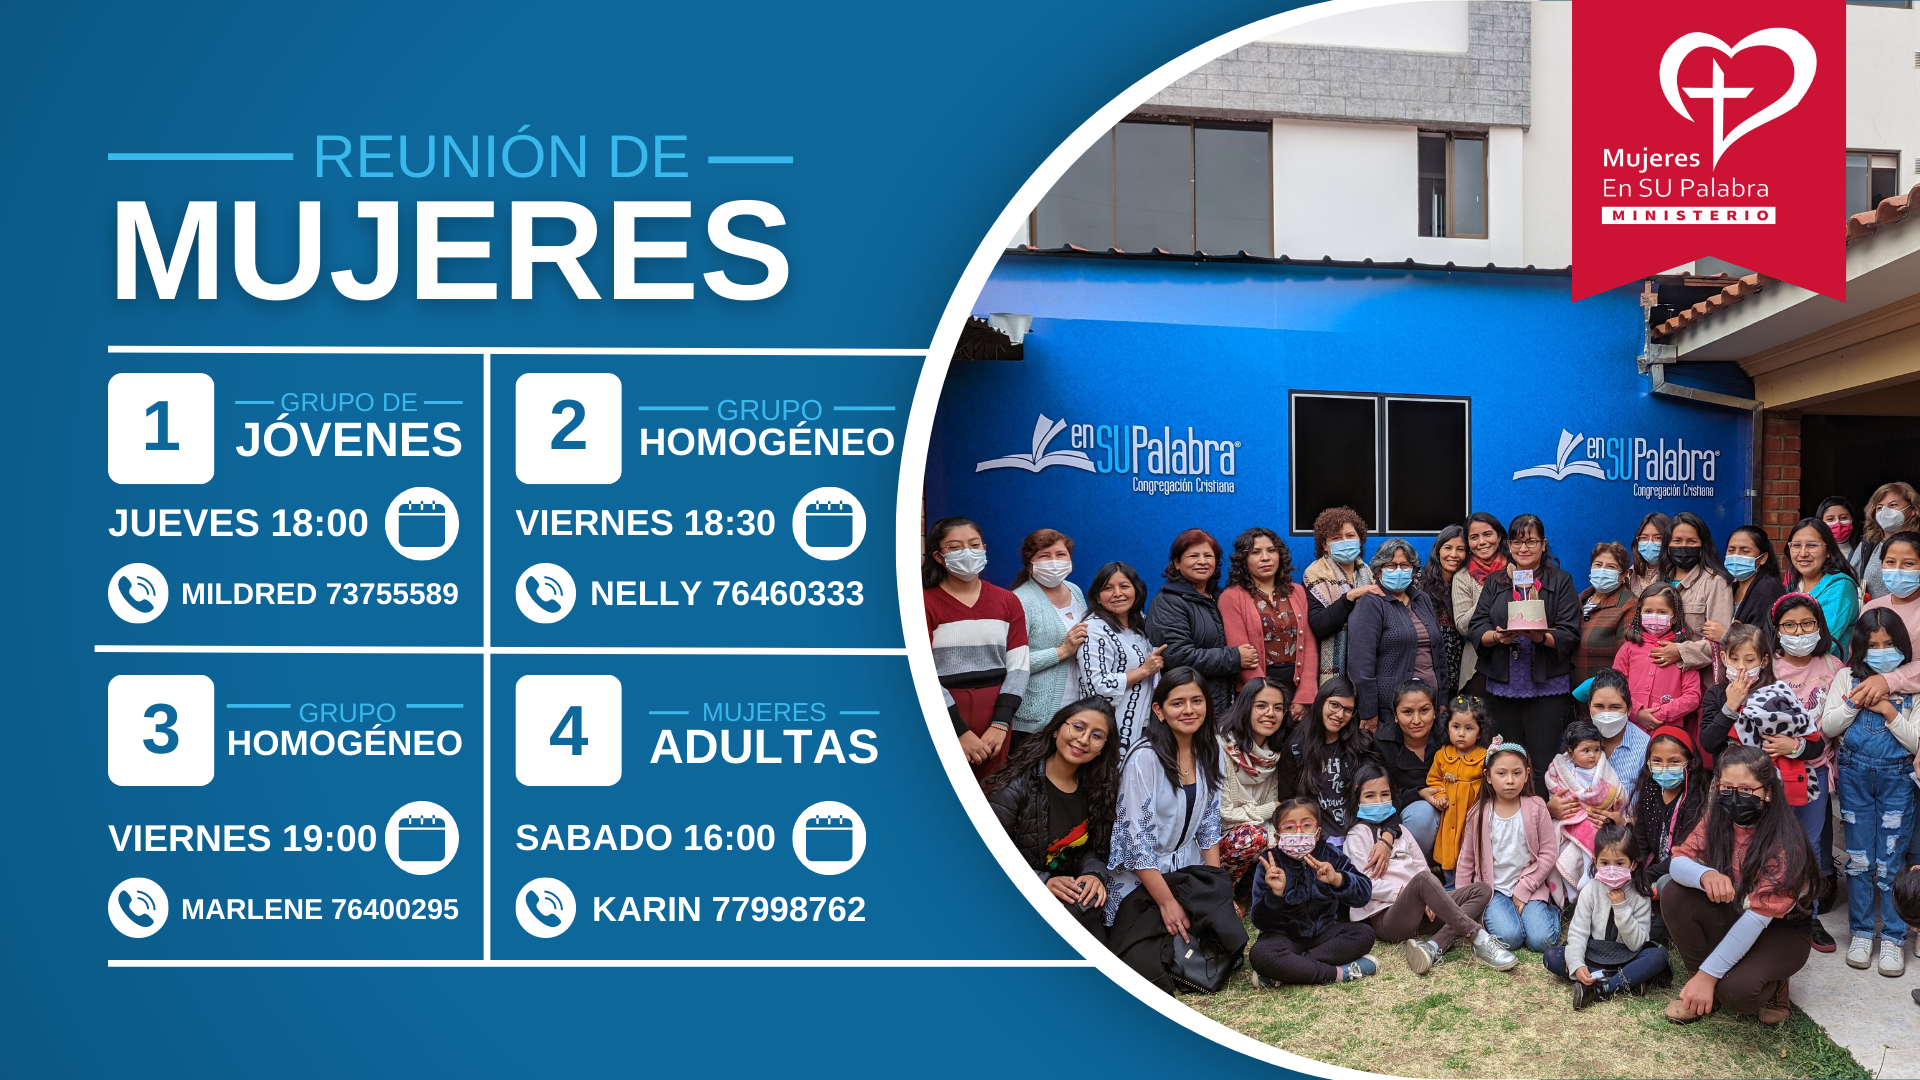 REUNIÓN DE
MUJERES
1
GRUPO DE
JÓVENES
JUEVES 18:00
MILDRED 73755589
2
GRUPO
HOMOGÉNEO
VIERNES 18:30
NELLY 76460333
3
GRUPO
HOMOGÉNEO
VIERNES 19:00
MARLENE 76400295
4
MUJERES
ADULTAS
SABADO 16:00
KARIN 77998762
Mujeres
En SU Palabra
MINISTERIO
enSUPalabra®
Congregación Cristiana
enSUPalabra®
Congregación Cristiana